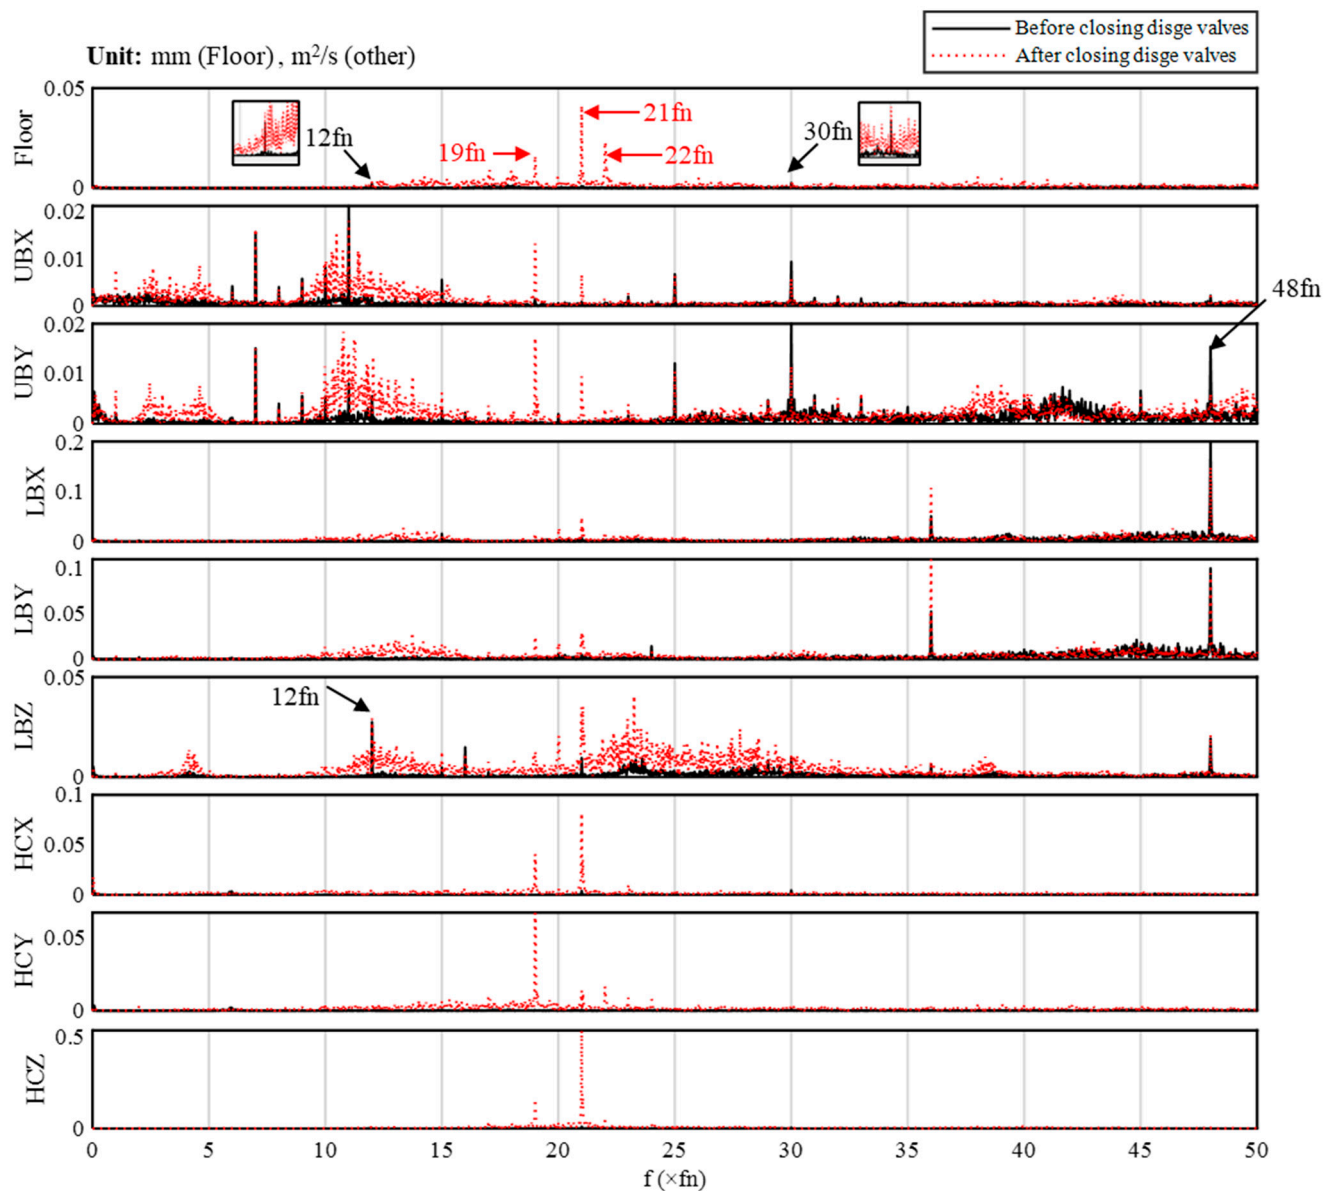 Before closing disge valves
After closing disge valves
Unit: mm (Floor) , m²/s (other)
Floor
0.05
0
12fn
19fn
21fn
22fn
30fn
UBX
0.02
0.01
0
48fn
UBY
0.02
0.01
0
LBX
0.2
0.1
0
LBY
0.1
0.05
0
LBZ
0.05
0
12fn
HCX
0.1
0.05
0
HCY
0.05
0
HCZ
0.5
0
0 5 10 15 20 25 30 35 40 45 50
f (×fn)